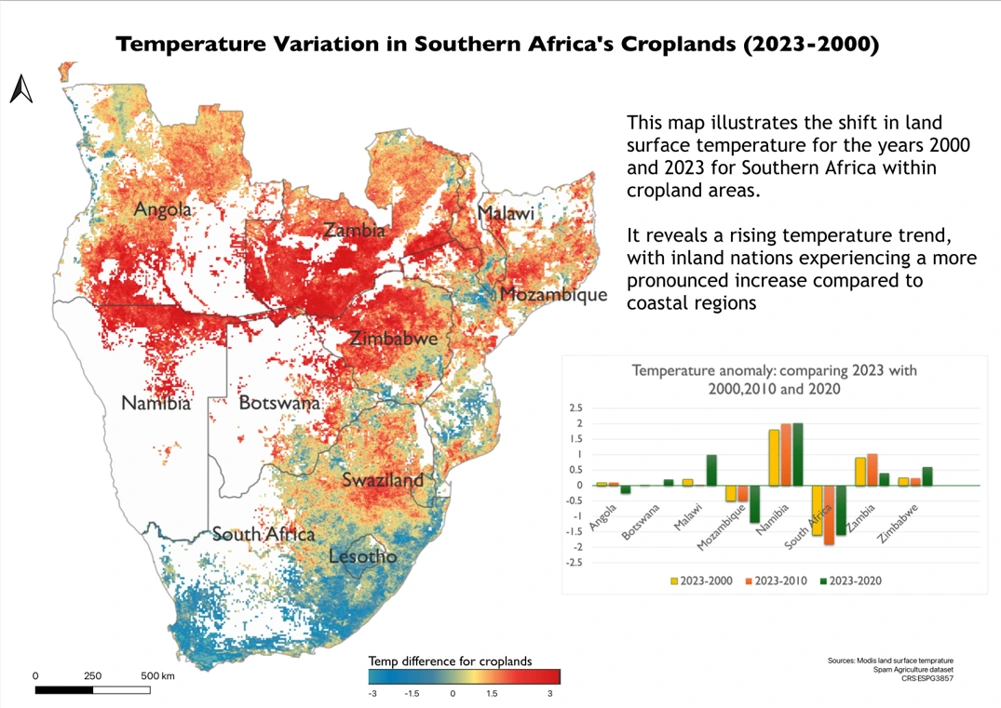 Temperature Variation in Southern Africa's Croplands (2023-2000)
This map illustrates the shift in land
surface temperature for the years 2000
and 2023 for Southern Africa within
cropland areas.
It reveals a rising temperature trend,
with inland nations experiencing a more
pronounced increase compared to
coastal regions
Angola
Zambia
Malawi
Mozambique
Zimbabwe
Namibia
Botswana
Swaziland
South Africa
Lesotho
Temperature anomaly: comparing 2023 with
2000,2010 and 2020
2.5
2
1.5
1
0.5
0
-0.5
-1
-1.5
-2
-2.5
Angola
Botswana
Malawi
Mozambique
Namibia
South Africa
Zambia
Zimbabwe
2023-2000 2023-2010 2023-2020
Temp difference for croplands
-3 -1.5 0 1.5 3
0 250 500 km
Sources: Modis land surface temprature
Spam Agriculture dataset
CRS:ESPG3857